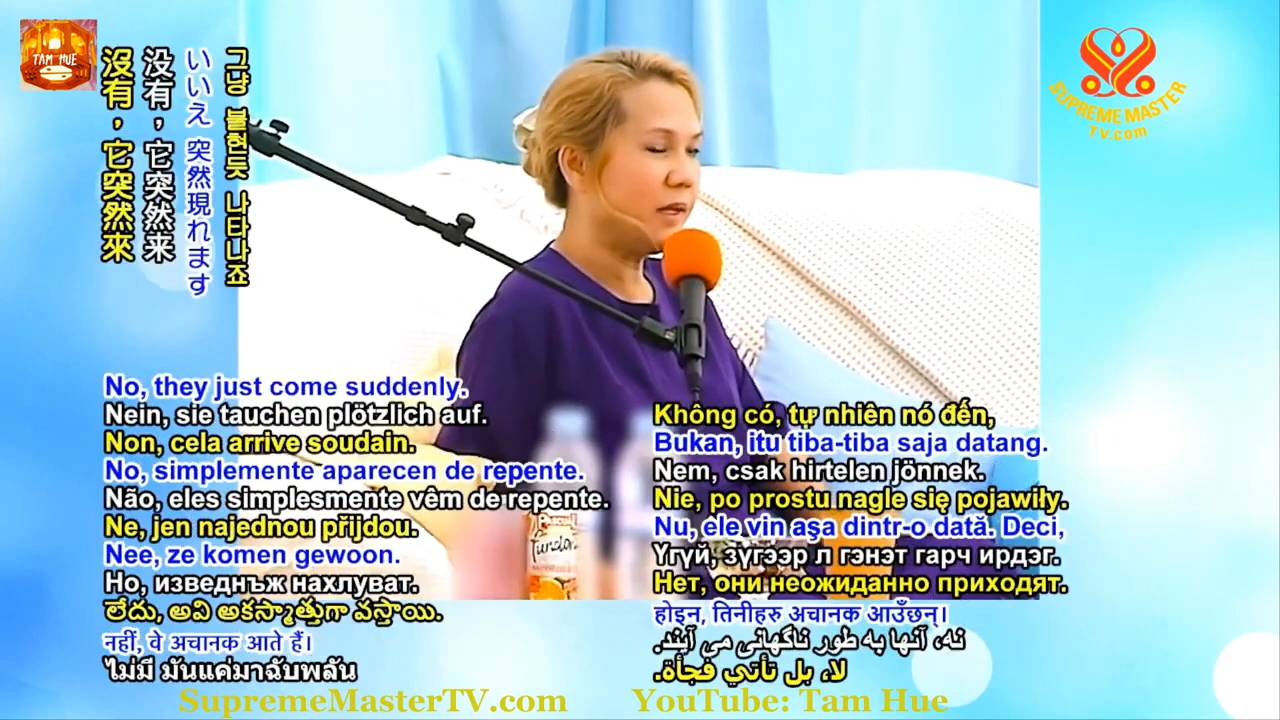 TAM HUE
SUPREME MASTER
TV.com
그냥 불현듯 나타나죠
いいえ 突然現れます
没有，它突然来
沒有，它突然來
No, they just come suddenly.
Nein, sie tauchen plötzlich auf.
Non, cela arrive soudain.
No, simplemente aparecen de repente.
Não, eles simplesmente vêm de repente.
Ne, jen najednou přijdou.
Nee, ze komen gewoon.
Но, изведнъж нахлуват.
లేదు, అవి అకస్మాత్తుగా వస్తాయి.
नहीं, वे अचानक आते हैं।
ไม่มี มันแค่มาฉับพลัน
Không có, tự nhiên nó đến,
Bukan, itu tiba-tiba saja datang.
Nem, csak hirtelen jönnek.
Nie, po prostu nagle się pojawiły.
Nu, ele vin aşa dintr-o dată. Deci,
Үгүй, зүгээр л гэнэт гарч ирдэг.
Нет, они неожиданно приходят.
होइन, तिनीहरु अचानक आउँछन्।
نه، آنها به طور ناگهانی می آیند.
لا، بل تأتي فجأة.
SupremeMasterTV.com
YouTube: Tam Hue